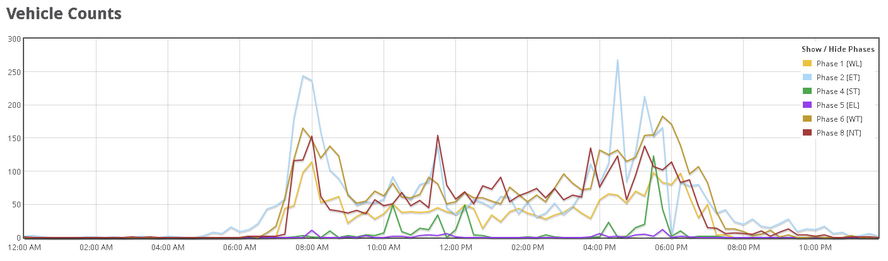 Vehicle Counts
300
Show / Hide Phases
Phase 1 [WL]
250
Phase 2 [ET]
Phase 4 [ST]
200
Phase 5 [EL]
Phase 6 [WT]
150
Phase 8 [NT]
100
50
0
12:00 AM 02:00 AM 04:00 AM 06:00 AM 08:00 AM 10:00 AM 12:00 PM 02:00 PM 04:00 PM 06:00 PM 08:00 PM 10:00 PM